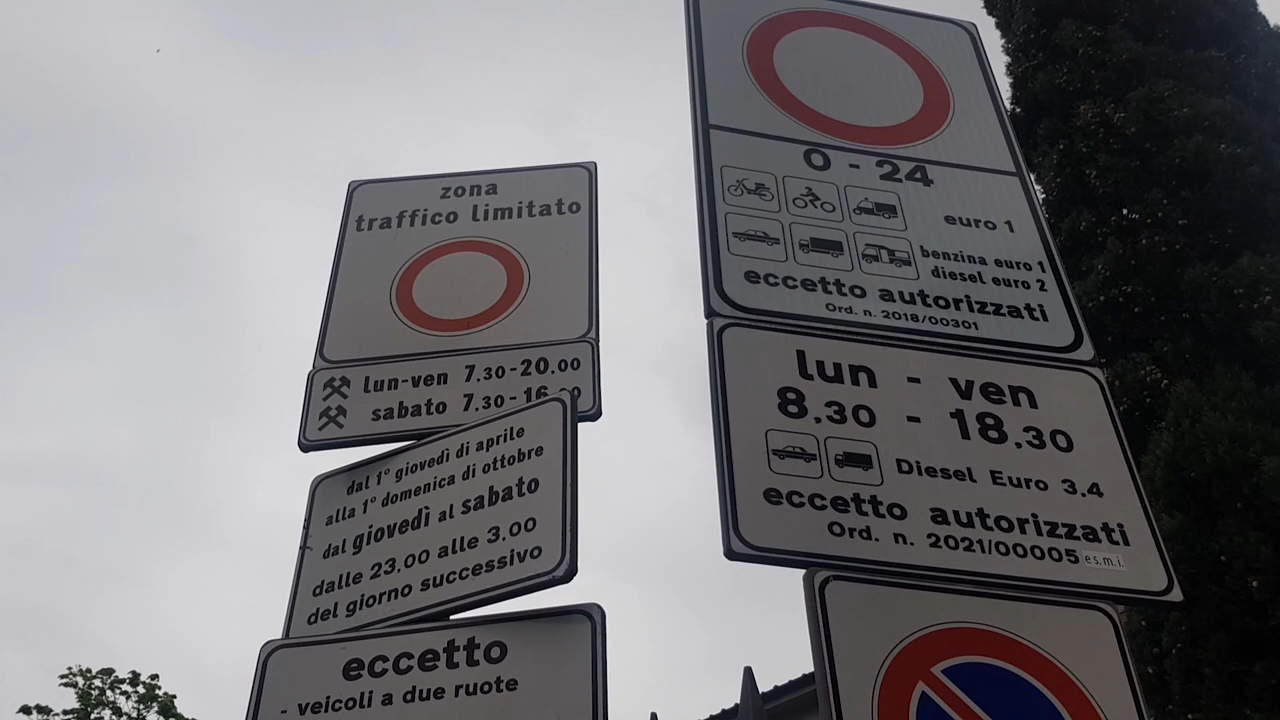 zona
traffico limitato
lun-ven 7.30-20.00
sabato 7.30-16
dal 1° giovedì di aprile
alla 1° domenica di ottobre
dal giovedì al sabato
dalle 23.00 alle 3.00
del giorno successivo
eccetto
- veicoli a due ruote
0 - 24
euro 1
benzina euro 1
diesel euro 2
eccetto autorizzati
Ord. n. 2018/00301
lun - ven
8.30 - 18.30
Diesel Euro 3.4
eccetto autorizzati
Ord. n. 2021/00005 e s.m.i.